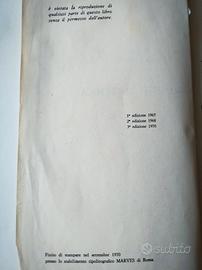 è vietata la riproduzione di
qualsiasi parte di questo libro
senza il permesso dell'autore.
1ª edizione 1965
2ª edizione 1968
3ª edizione 1970
Finito di stampare nel settembre 1970
presso lo stabilimento tipolitografico MARVES di Roma
subito